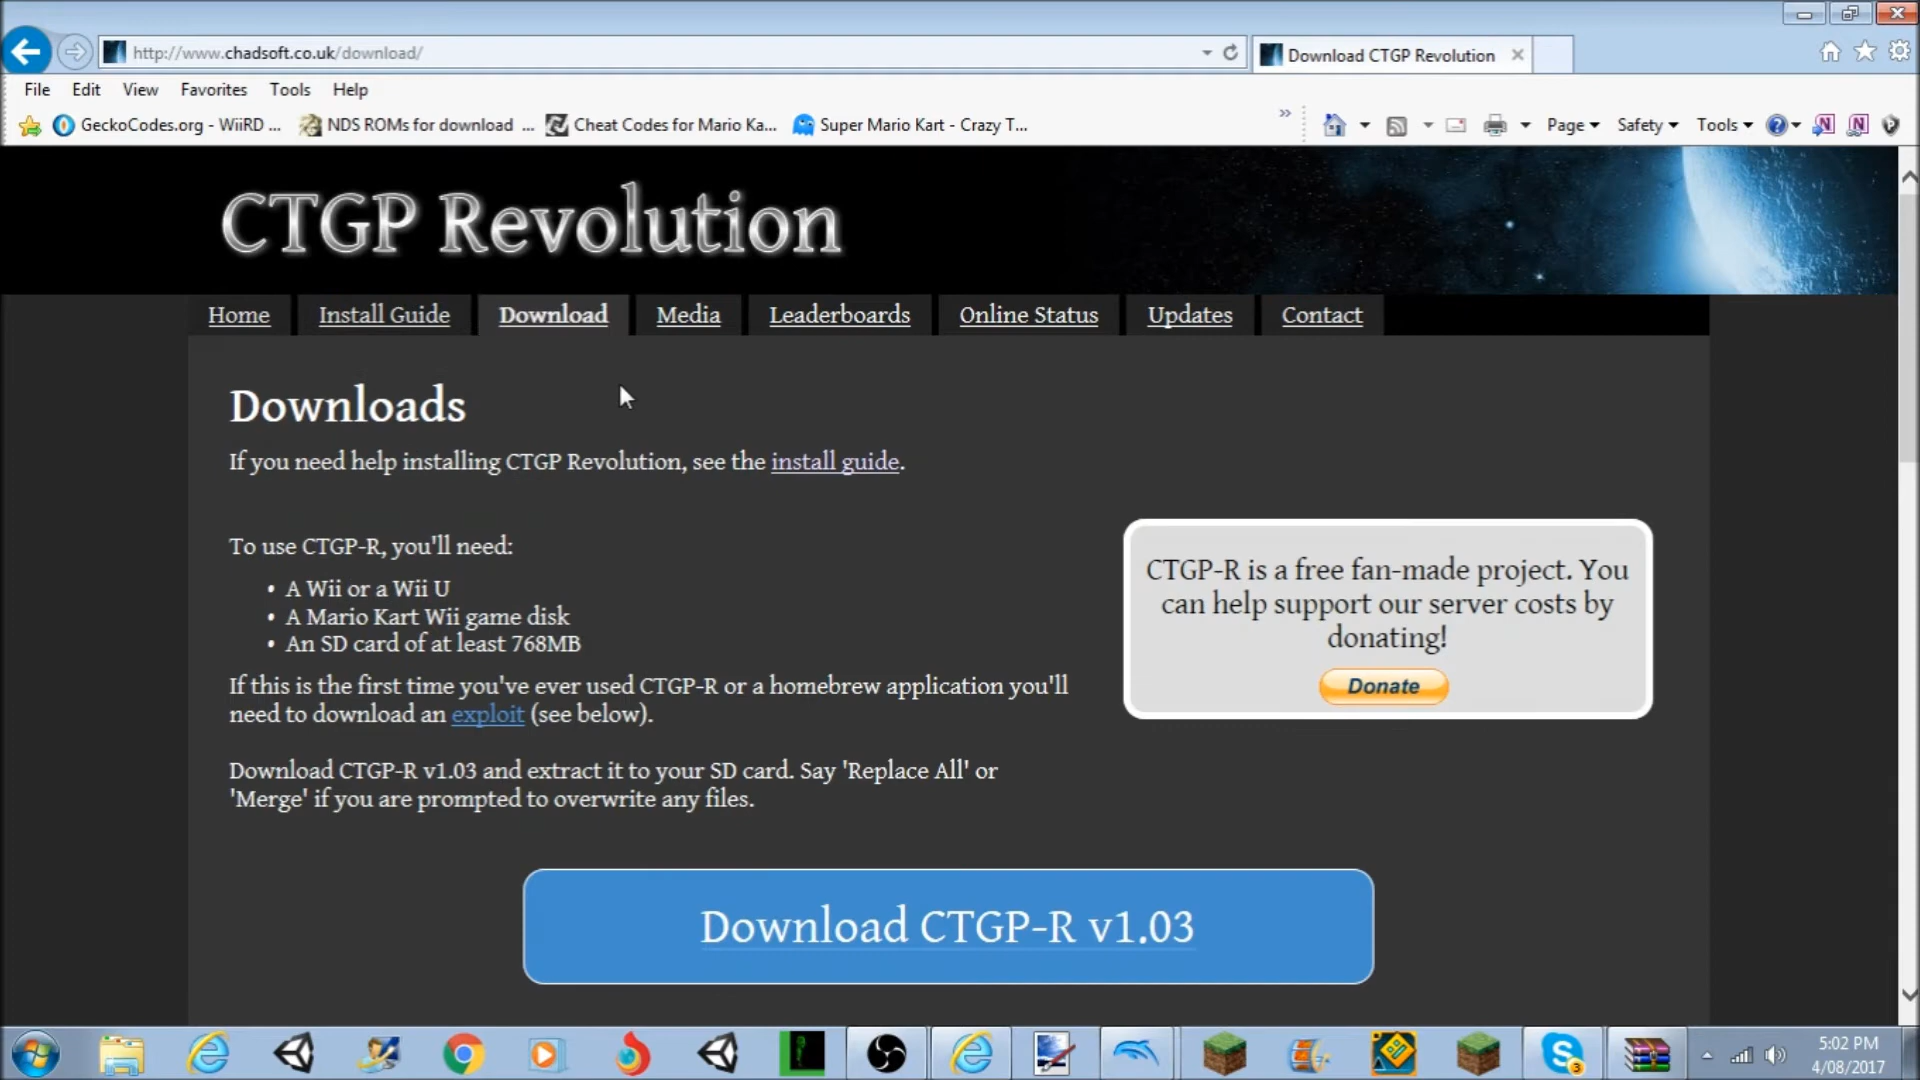 http://www.chadsoft.co.uk/download/
Download CTGP Revolution
File Edit View Favorites Tools Help
GeckoCodes.org - WiiRD ... NDS ROMs for download ... Cheat Codes for Mario Ka... Super Mario Kart - Crazy T...
Page Safety Tools
CTGP Revolution
Home Install Guide Download Media Leaderboards Online Status Updates Contact
Downloads
If you need help installing CTGP Revolution, see the install guide.
To use CTGP-R, you'll need:
• A Wii or a Wii U
• A Mario Kart Wii game disk
• An SD card of at least 768MB
If this is the first time you've ever used CTGP-R or a homebrew application you'll
need to download an exploit (see below).
Download CTGP-R v1.03 and extract it to your SD card. Say 'Replace All' or
'Merge' if you are prompted to overwrite any files.
CTGP-R is a free fan-made project. You
can help support our server costs by
donating!
Donate
Download CTGP-R v1.03
3
5:02 PM
4/08/2017